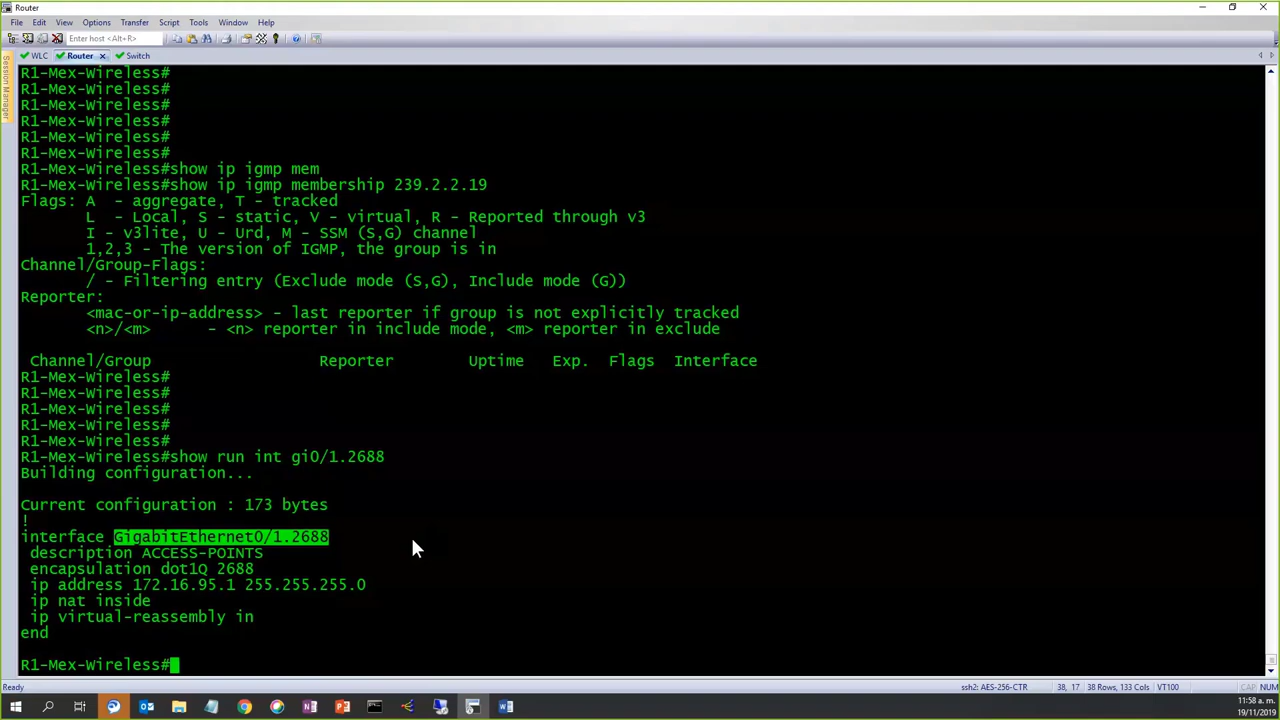 Router
File Edit View Options Transfer Script Tools Window Help
Enter host <Alt+R>
WLC Router Switch
Session Manager
R1-Mex-Wireless#
R1-Mex-Wireless#
R1-Mex-Wireless#
R1-Mex-Wireless#
R1-Mex-Wireless#
R1-Mex-Wireless#
R1-Mex-Wireless#show ip igmp mem
R1-Mex-Wireless#show ip igmp membership 239.2.2.19
Flags: A - aggregate, T - tracked
L - Local, S - static, V - virtual, R - Reported through v3
I - v3lite, U - Urd, M - SSM (S,G) channel
1,2,3 - The version of IGMP, the group is in
Channel/Group-Flags:
/ - Filtering entry (Exclude mode (S,G), Include mode (G))
Reporter:
<mac-or-ip-address> - last reporter if group is not explicitly tracked
<n>/<m> - <n> reporter in include mode, <m> reporter in exclude
Channel/Group Reporter Uptime Exp. Flags Interface
R1-Mex-Wireless#
R1-Mex-Wireless#
R1-Mex-Wireless#
R1-Mex-Wireless#
R1-Mex-Wireless#
R1-Mex-Wireless#show run int gi0/1.2688
Building configuration...
Current configuration : 173 bytes
!
interface GigabitEthernet0/1.2688
description ACCESS-POINTS
encapsulation dot1Q 2688
ip address 172.16.95.1 255.255.255.0
ip nat inside
ip virtual-reassembly in
end
R1-Mex-Wireless#
Ready ssh2: AES-256-CTR 38, 17 38 Rows, 133 Cols VT100 CAP NUM
11:58 a. m.
19/11/2019